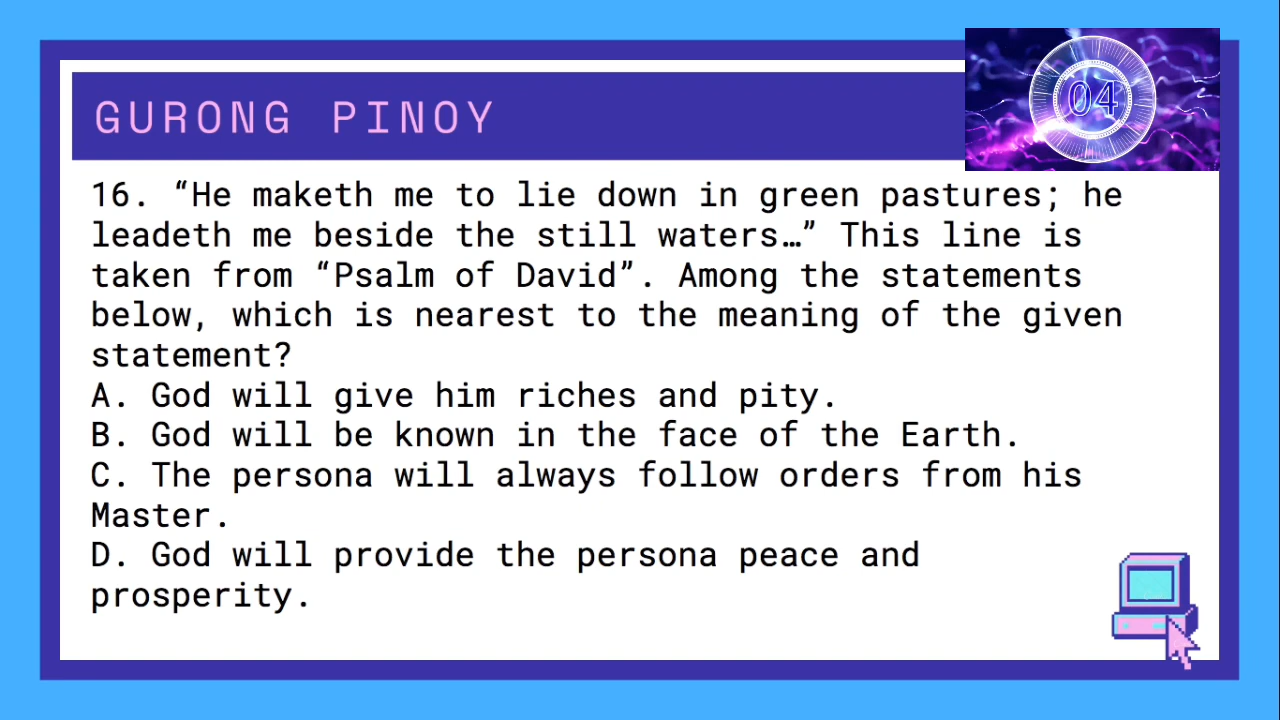 GURONG PINOY
04
16. “He maketh me to lie down in green pastures; he
leadeth me beside the still waters…” This line is
taken from “Psalm of David”. Among the statements
below, which is nearest to the meaning of the given
statement?
A. God will give him riches and pity.
B. God will be known in the face of the Earth.
C. The persona will always follow orders from his
Master.
D. God will provide the persona peace and
prosperity.